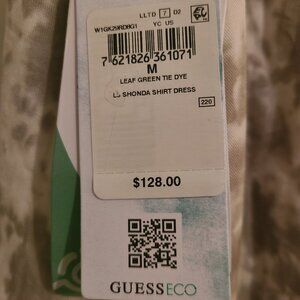 LLTD 7 D2
W1GK29RD8G1 YC US
7 621826 361071
M
LEAF GREEN TIE DYE
LS SHONDA SHIRT DRESS
220
$128.00
GUESSECO